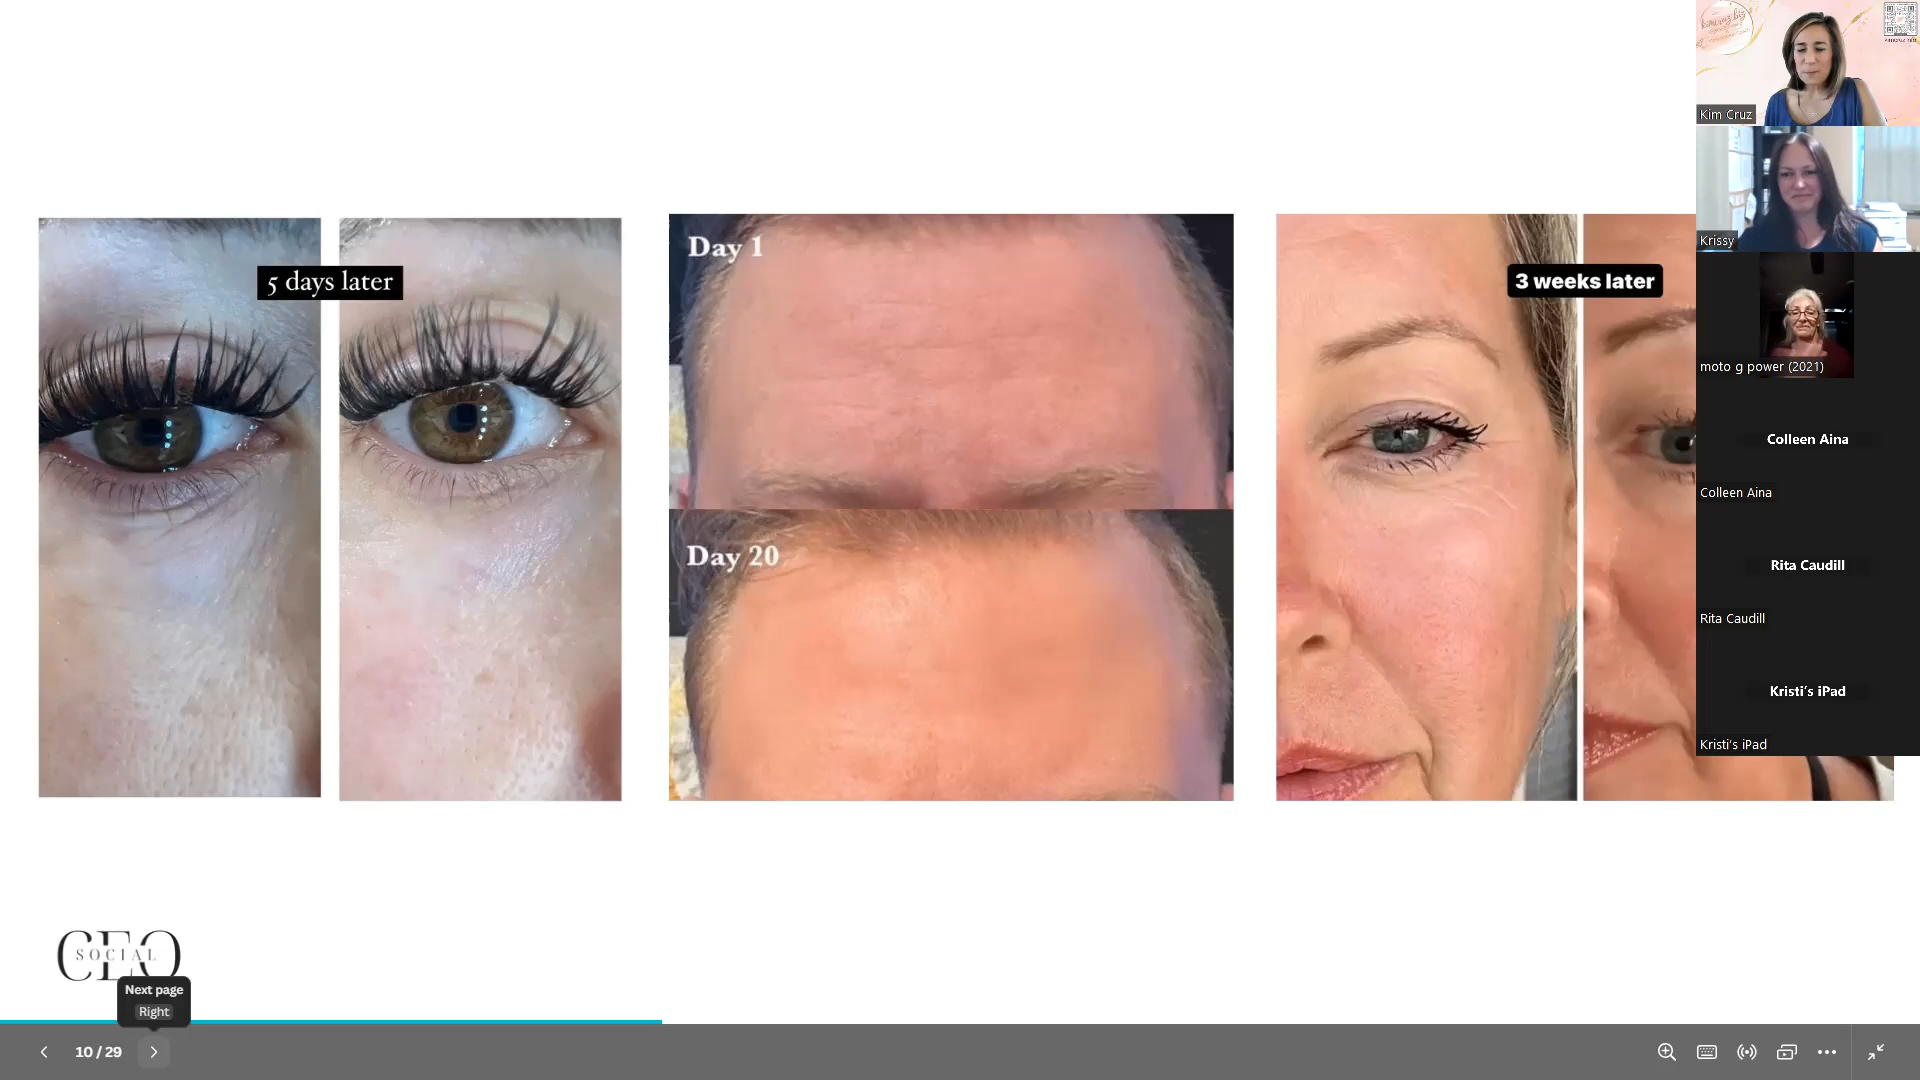 5 days later
Day 1
Day 20
3 weeks later
Kim Cruz
Krissy
moto g power (2021)
Colleen Aina
Colleen Aina
Rita Caudill
Rita Caudill
Kristi's iPad
Kristi's iPad
CEO
SOCIAL
Next page
Right
10 / 29